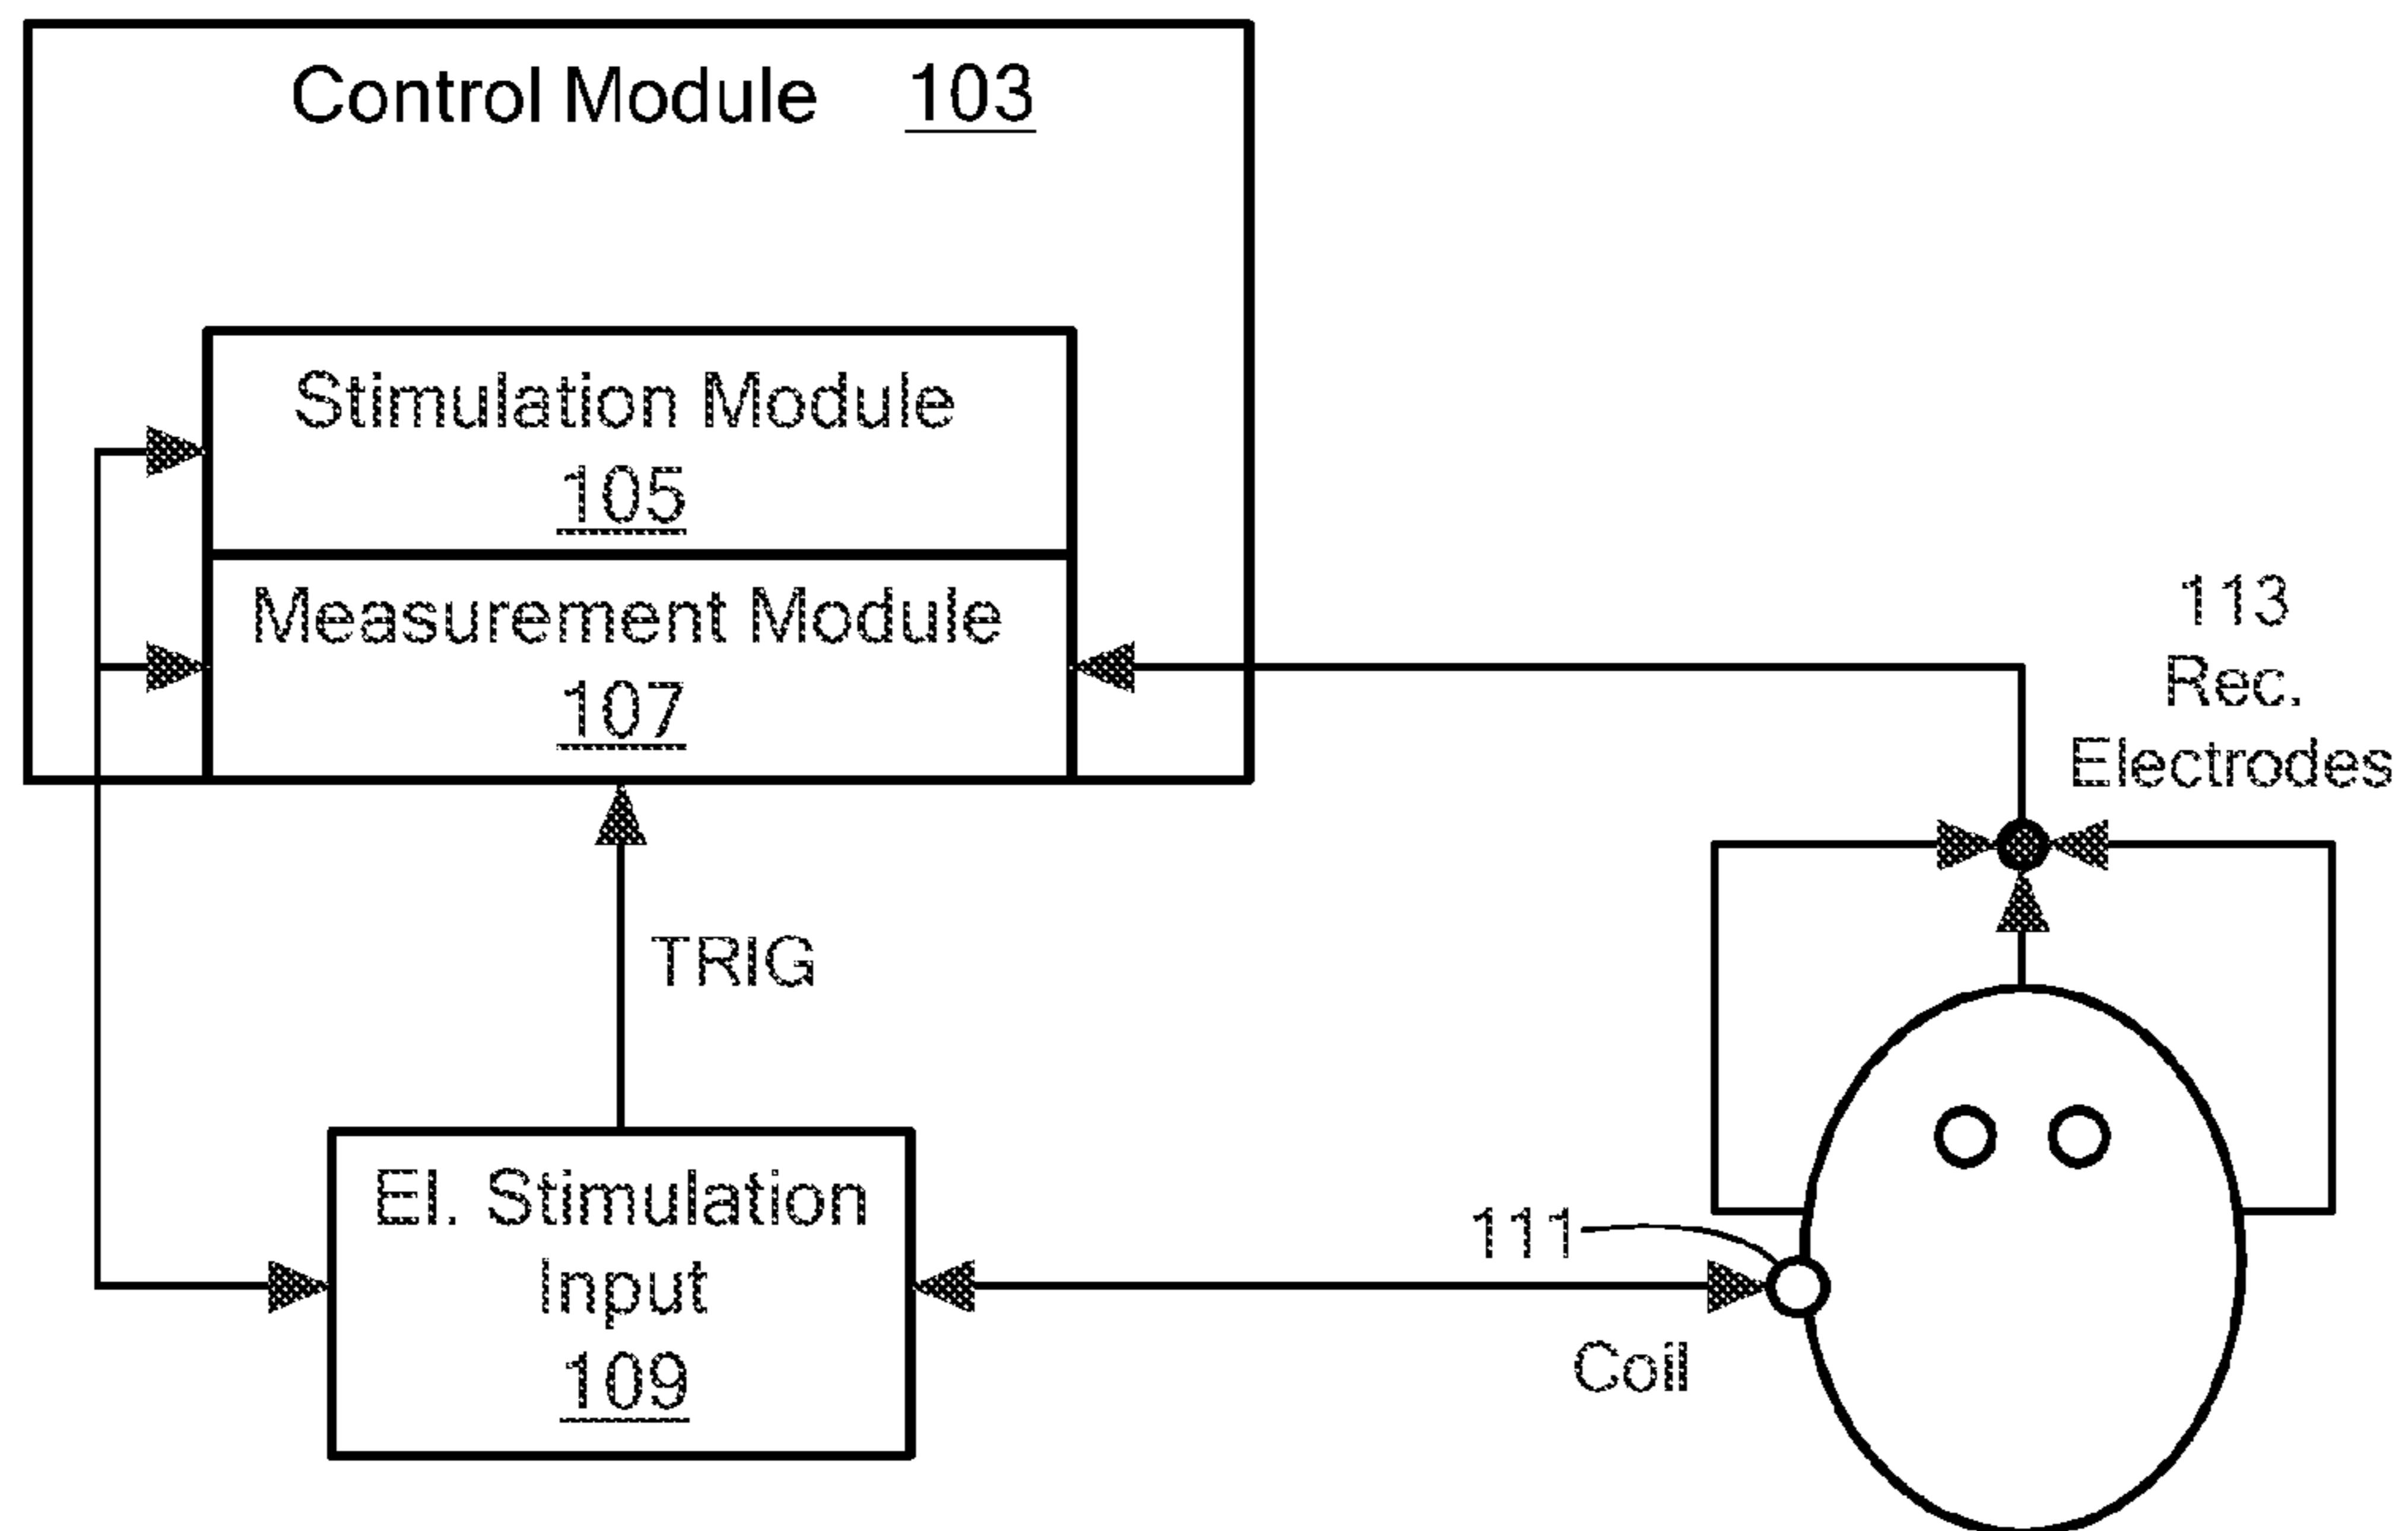 Control Module 103
Stimulation Module
105
Measurement Module
107
113
Rec.
Electrodes
TRIG
El. Stimulation
Input
109
111
Coil